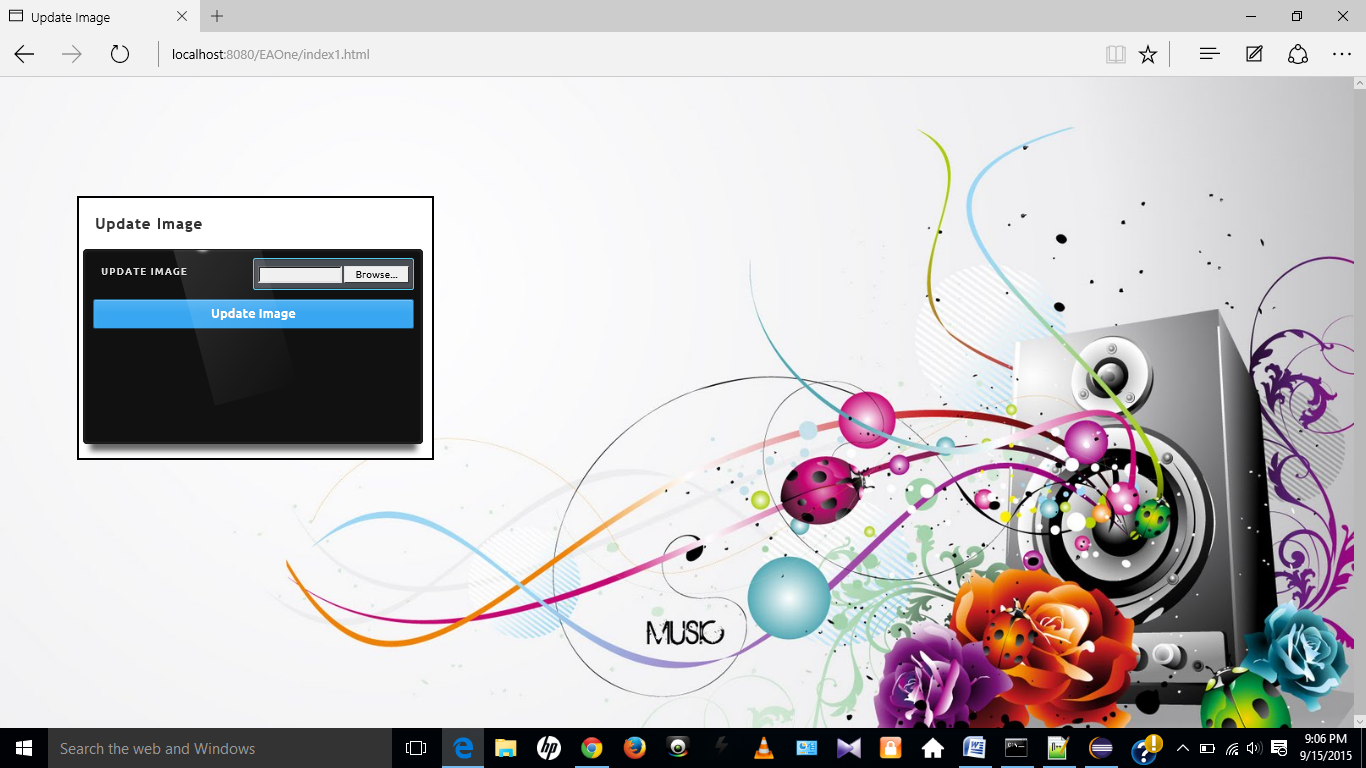 Update Image
localhost:8080/EAOne/index1.html
Update Image
UPDATE IMAGE
Browse...
Update Image
MUSIC
Search the web and Windows
hp
W
9:06 PM
9/15/2015